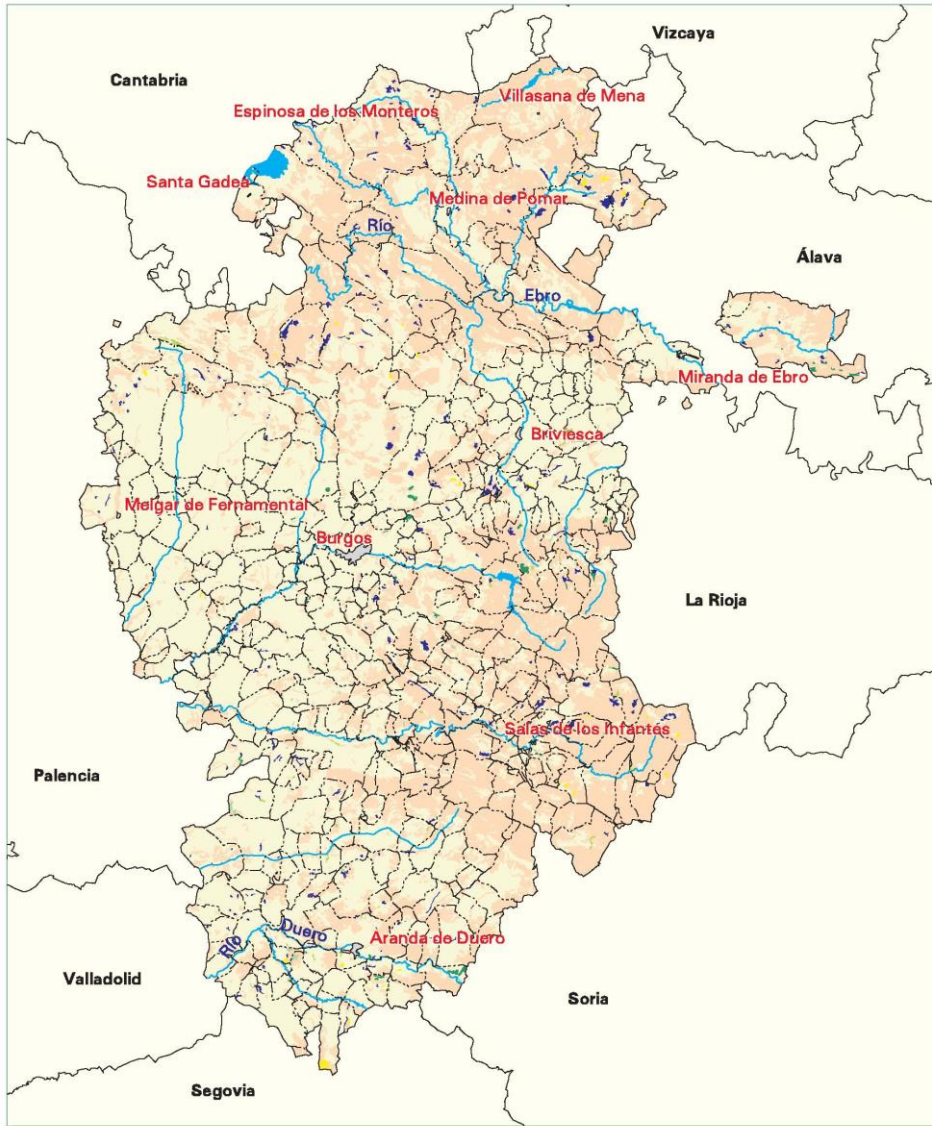 Vizcaya
Cantabria
Villasana de Mena
Espinosa de los Monteros
Santa Gadea
Medina de Pomar
Río
Álava
Ebro
Miranda de Ebro
Briviesca
Melgar de Fernamental
Burgos
La Rioja
Salas de los Infantes
Palencia
Río
Duero
Aranda de Duero
Valladolid
Soria
Segovia